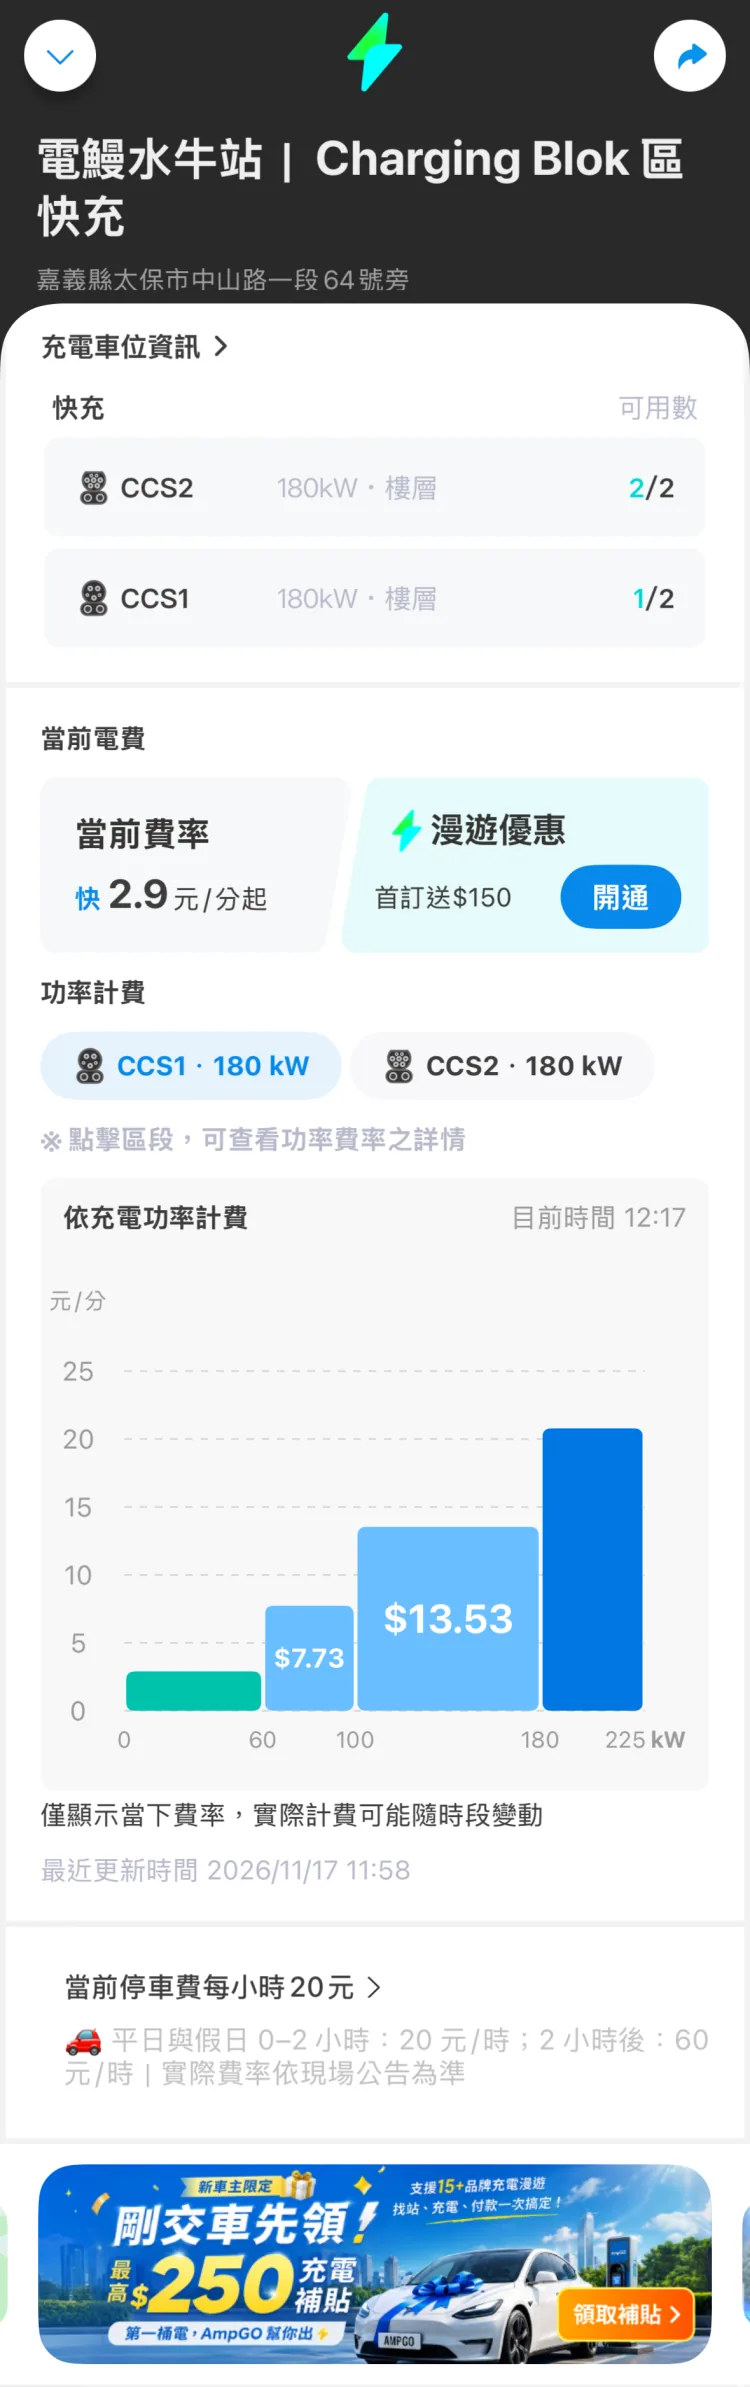 電鰻水牛站 | Charging Blok 區
快充
嘉義縣太保市中山路一段64號旁
充電車位資訊
快充 可用數
CCS2 180kW・樓層 2/2
CCS1 180kW・樓層 1/2
當前電費
當前費率
快 2.9 元/分起
漫遊優惠
首訂送$150 開通
功率計費
CCS1 · 180 kW CCS2 · 180 kW
※ 點擊區段，可查看功率費率之詳情
依充電功率計費 目前時間 12:17
元/分
25
20
15
10
5
0
$7.73
$13.53
0 60 100 180 225 kW
僅顯示當下費率，實際計費可能隨時段變動
最近更新時間 2026/11/17 11:58
當前停車費每小時20元
平日與假日 0–2 小時：20 元/時；2 小時後：60
元/時 | 實際費率依現場公告為準
新車主限定
剛交車先領！
最高$250充電補貼
第一桶電，AmpGO 幫你出
支援15+品牌充電漫遊
找站、充電、付款一次搞定！
AMPGO
領取補貼